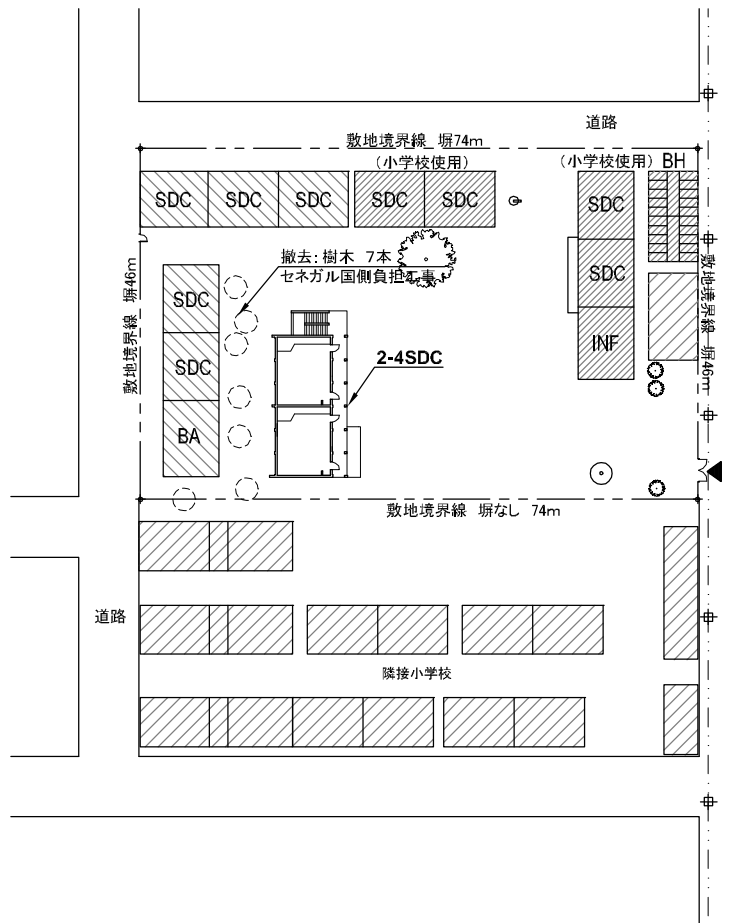 道路
敷地境界線 塀74m
(小学校使用)
(小学校使用)
BH
SDC
SDC
SDC
SDC
SDC
SDC
撤去:樹木 7本
セネガル国側負担工事
敷地境界線 塀46m
敷地境界線 塀46m
SDC
SDC
2-4SDC
SDC
INF
BA
敷地境界線 塀なし 74m
道路
隣接小学校